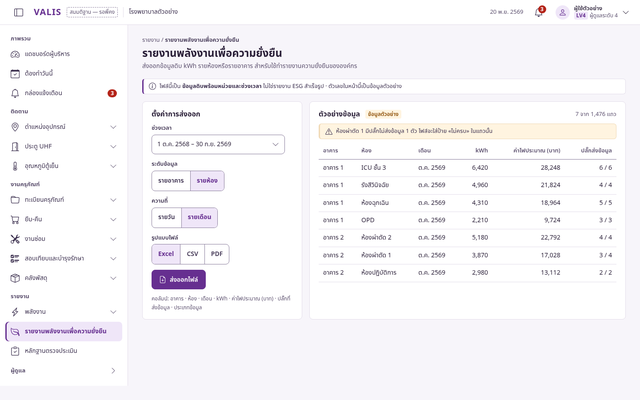 VALIS
สมมติฐาน — รอพี่คง
โรงพยาบาลตัวอย่าง
20 พ.ย. 2569
3
ผู้ใช้ตัวอย่าง
LV4 ผู้ดูแลระดับ 4
ภาพรวม
แดชบอร์ดผู้บริหาร
ต้องทำวันนี้
กล่องแจ้งเตือน
3
ติดตาม
ตำแหน่งอุปกรณ์
ประตู UHF
อุณหภูมิตู้เย็น
งานครุภัณฑ์
ทะเบียนครุภัณฑ์
ยืม-คืน
งานซ่อม
สอบเทียบและบำรุงรักษา
คลังพัสดุ
รายงาน
พลังงาน
รายงานพลังงานเพื่อความยั่งยืน
หลักฐานตรวจประเมิน
ผู้ดูแล
รายงาน / รายงานพลังงานเพื่อความยั่งยืน
รายงานพลังงานเพื่อความยั่งยืน
ส่งออกข้อมูลดิบ kWh รายห้องหรือรายอาคาร สำหรับใช้ทำรายงานความยั่งยืนขององค์กร
ไฟล์นี้เป็น ข้อมูลดิบพร้อมหน่วยและช่วงเวลา ไม่ใช่รายงาน ESG สำเร็จรูป · ตัวเลขในหน้านี้เป็นข้อมูลตัวอย่าง
ตั้งค่าการส่งออก
ช่วงเวลา
1 ต.ค. 2568 – 30 ก.ย. 2569
ระดับข้อมูล
รายอาคาร
รายห้อง
ความถี่
รายวัน
รายเดือน
รูปแบบไฟล์
Excel
CSV
PDF
ส่งออกไฟล์
คอลัมน์: อาคาร · ห้อง · เดือน · kWh · ค่าไฟประมาณ (บาท) · ปลั๊กที่
ส่งข้อมูล · ประเภทข้อมูล
ตัวอย่างข้อมูล
ข้อมูลตัวอย่าง
7 จาก 1,476 แถว
ห้องผ่าตัด 1 มีปลั๊กไม่ส่งข้อมูล 1 ตัว ไฟล์จะใส่ป้าย «ไม่ครบ» ในแถวนั้น
อาคาร ห้อง เดือน kWh ค่าไฟประมาณ (บาท) ปลั๊กส่งข้อมูล
อาคาร 1 ICU ชั้น 3 ต.ค. 2569 6,420 28,248 6 / 6
อาคาร 1 รังสีวินิจฉัย ต.ค. 2569 4,960 21,824 4 / 4
อาคาร 1 ห้องฉุกเฉิน ต.ค. 2569 4,310 18,964 5 / 5
อาคาร 1 OPD ต.ค. 2569 2,210 9,724 3 / 3
อาคาร 2 ห้องผ่าตัด 2 ต.ค. 2569 5,180 22,792 4 / 4
อาคาร 2 ห้องผ่าตัด 1 ต.ค. 2569 3,870 17,028 3 / 4
อาคาร 2 ห้องปฏิบัติการ ต.ค. 2569 2,980 13,112 2 / 2